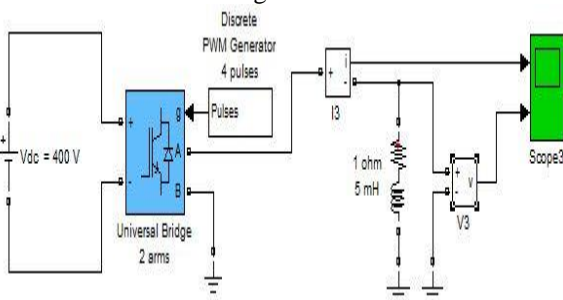 Discrete
PWM Generator
4 pulses
Pulses
g
+
A
-
B
+
Vdc = 400 V
Universal Bridge
2 arms
+
i
-
I3
1 ohm
5 mH
+
-
v
V3
Scope3